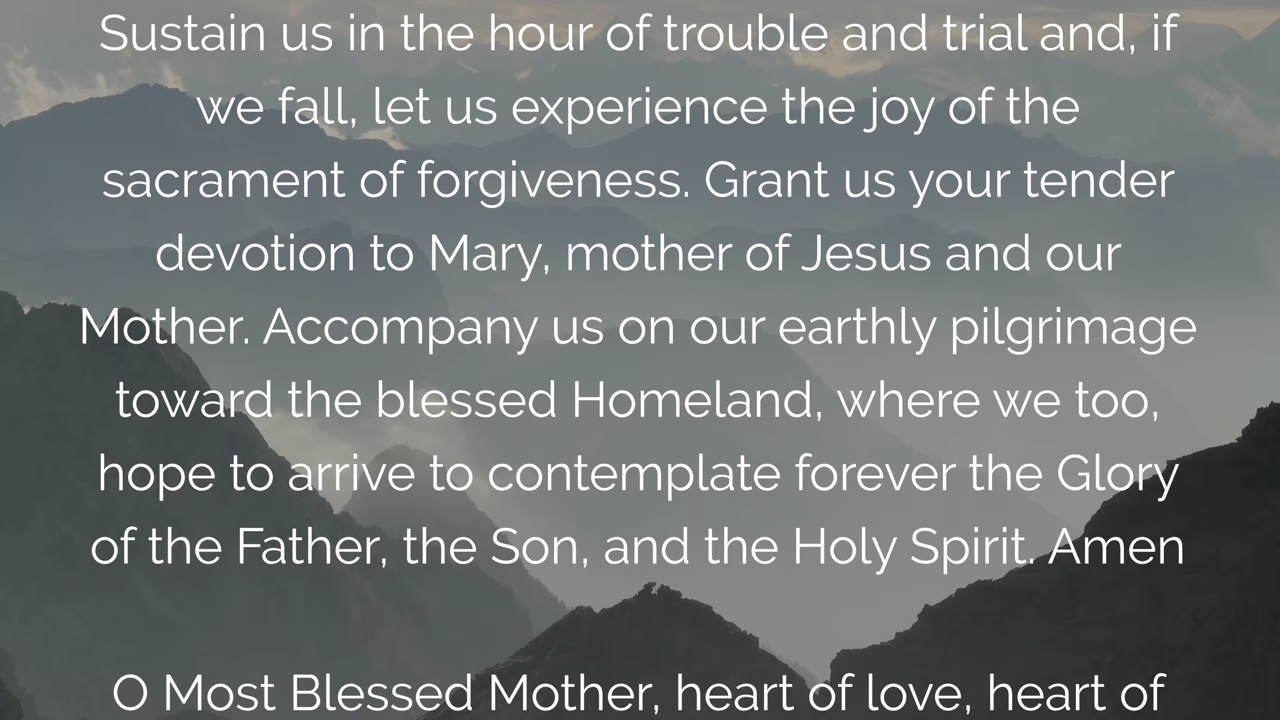 Sustain us in the hour of trouble and trial and, if
we fall, let us experience the joy of the
sacrament of forgiveness. Grant us your tender
devotion to Mary, mother of Jesus and our
Mother. Accompany us on our earthly pilgrimage
toward the blessed Homeland, where we too,
hope to arrive to contemplate forever the Glory
of the Father, the Son, and the Holy Spirit. Amen
O Most Blessed Mother, heart of love, heart of